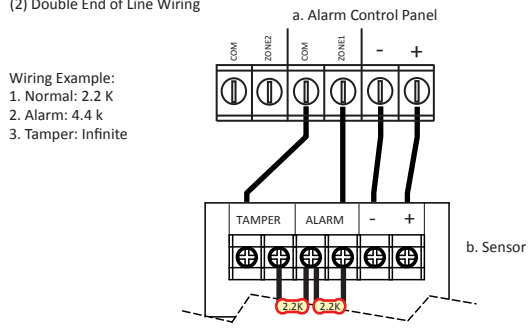 (2) Double End of Line Wiring
a. Alarm Control Panel
COM ZONE2 COM ZONE1 - +
Wiring Example:
1. Normal: 2.2 K
2. Alarm: 4.4 k
3. Tamper: Infinite
TAMPER ALARM - +
b. Sensor
2.2K 2.2K